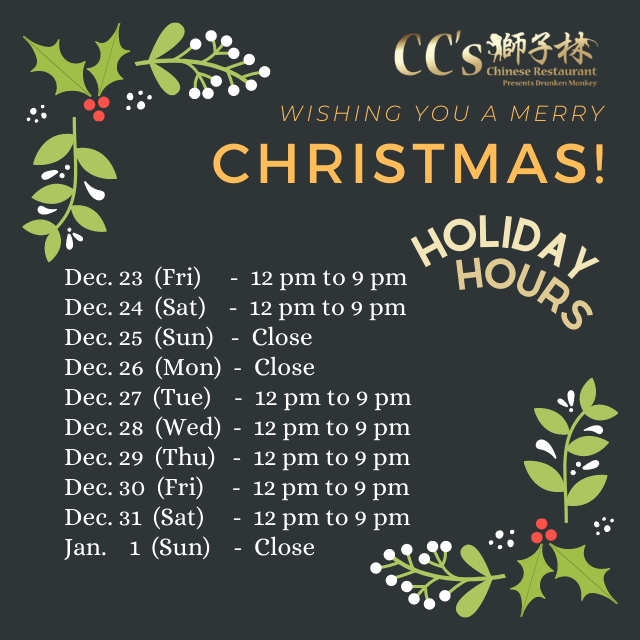 CC's 獅子林
Chinese Restaurant
Presents Drunken Monkey
WISHING YOU A MERRY
CHRISTMAS!
HOLIDAY
HOURS
Dec. 23 (Fri) - 12 pm to 9 pm
Dec. 24 (Sat) - 12 pm to 9 pm
Dec. 25 (Sun) - Close
Dec. 26 (Mon) - Close
Dec. 27 (Tue) - 12 pm to 9 pm
Dec. 28 (Wed) - 12 pm to 9 pm
Dec. 29 (Thu) - 12 pm to 9 pm
Dec. 30 (Fri) - 12 pm to 9 pm
Dec. 31 (Sat) - 12 pm to 9 pm
Jan. 1 (Sun) - Close